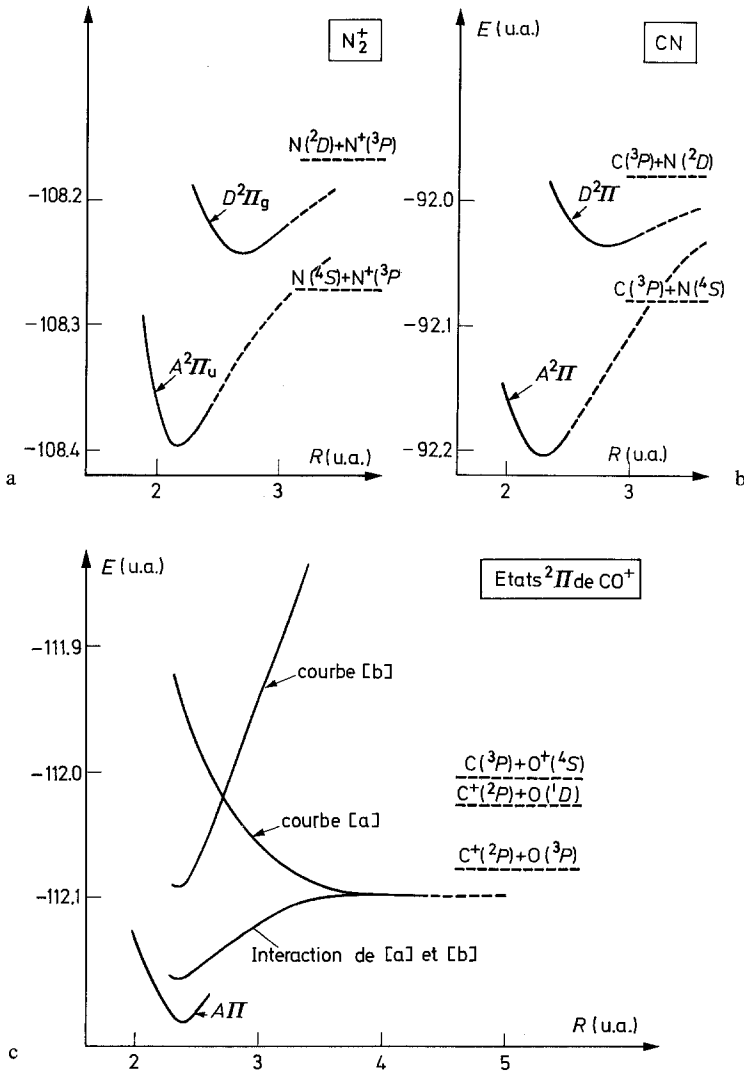 N₂⁺
-108.2
-108.3
-108.4
N(²D)+N⁺(³P)
D²Πg
N(⁴S)+N⁺(³P
A²Πu
R(u.a.)
2
3
a
E(u.a.)
CN
-92.0
-92.1
-92.2
C(³P)+N(²D)
D²Π
C(³P)+N(⁴S)
A²Π
R(u.a.)
2
3
b
E(u.a.)
Etats ²Π de CO⁺
-111.9
-112.0
-112.1
courbe [b]
C(³P)+O⁺(⁴S)
C⁺(²P)+O(¹D)
courbe [a]
C⁺(²P)+O(³P)
Interaction de [a] et [b]
AΠ
R(u.a.)
2
3
4
5
c